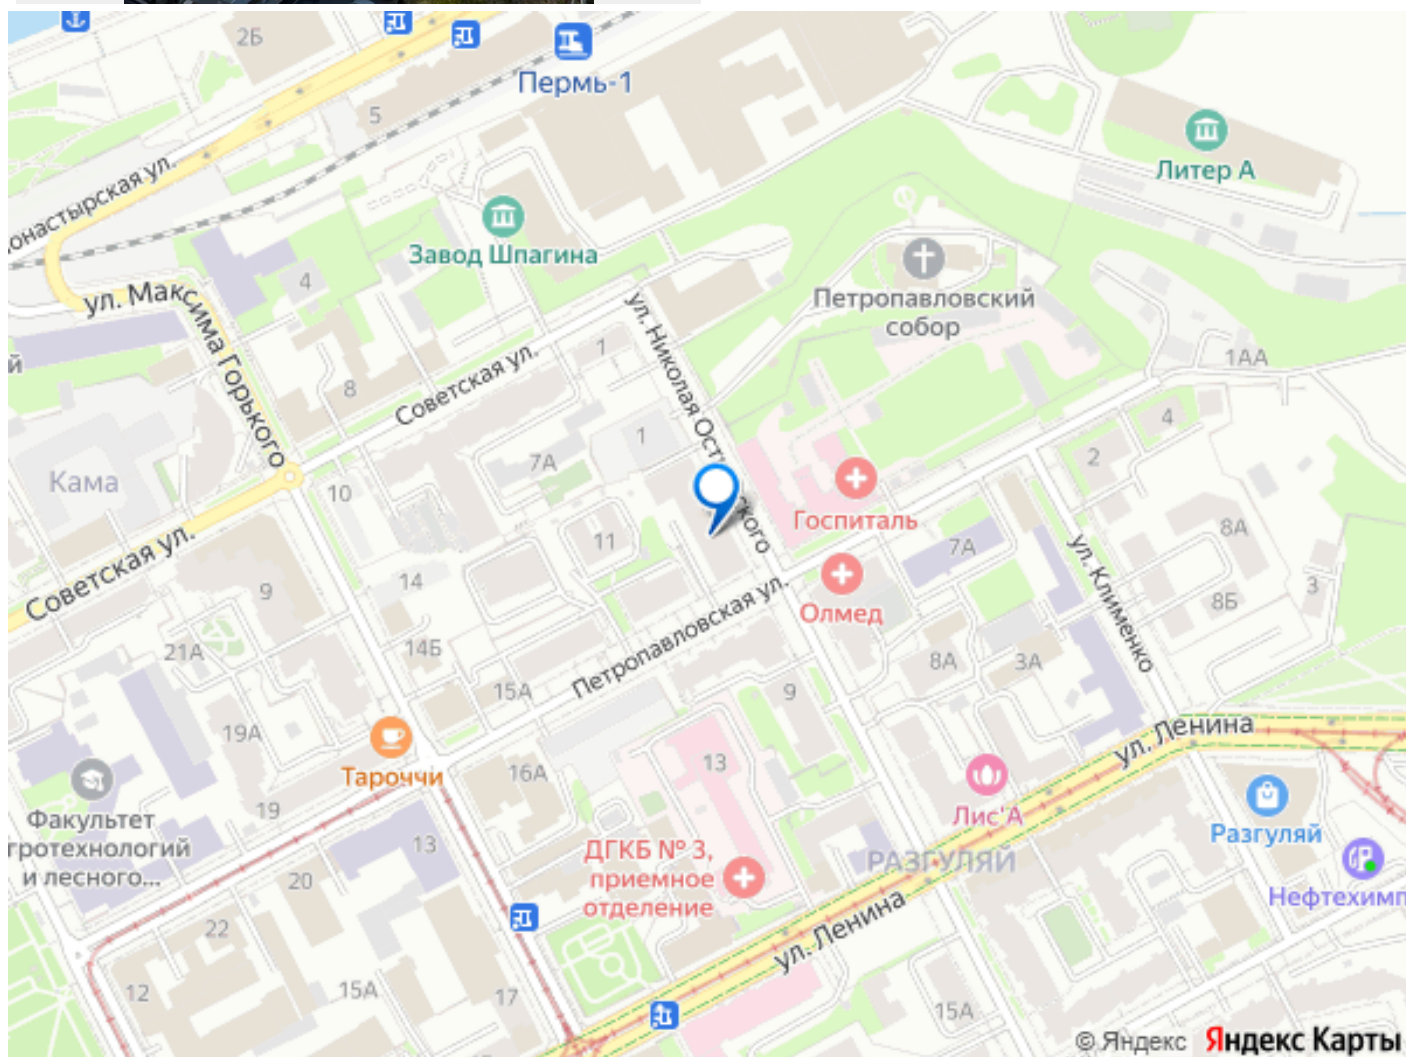 2Б
Пермь-1
5
Литер А
онастырская ул.
Завод Шпагина
4
ул. Максима Горького
Петропавловский
собор
ул. Николая Ост
ского
й
1
1АА
8
Советская ул.
4
1
2
7А
Кама
10
Госпиталь
8А
11
7А
ул. Клименко
Советская ул.
14
9
Олмед
3
8Б
Петропавловская ул.
14Б
21А
8А
3А
15А
9
19А
ул. Ленина
Тароччи
16А
13
Лис'А
19
Факультет
гротехнологий
и лесного...
Разгуляй
13
ДГКБ № 3,
приемное
отделение
РАЗГУЛЯЙ
20
Нефтехимп
22
ул. Ленина
12
15А
17
15А
© Яндекс Яндекс Карты